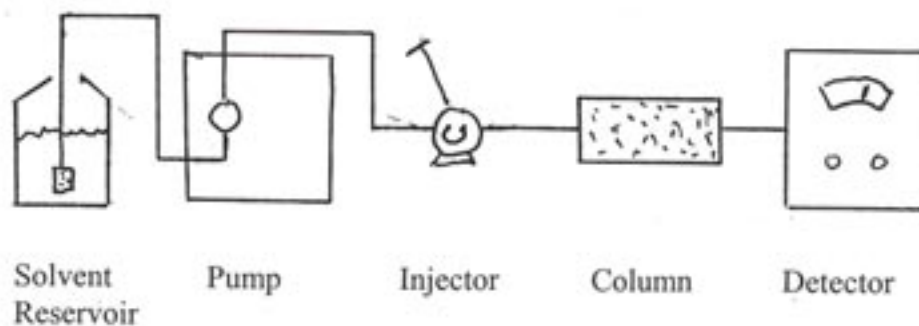 Solvent Reservoir
Pump
Injector
Column
Detector